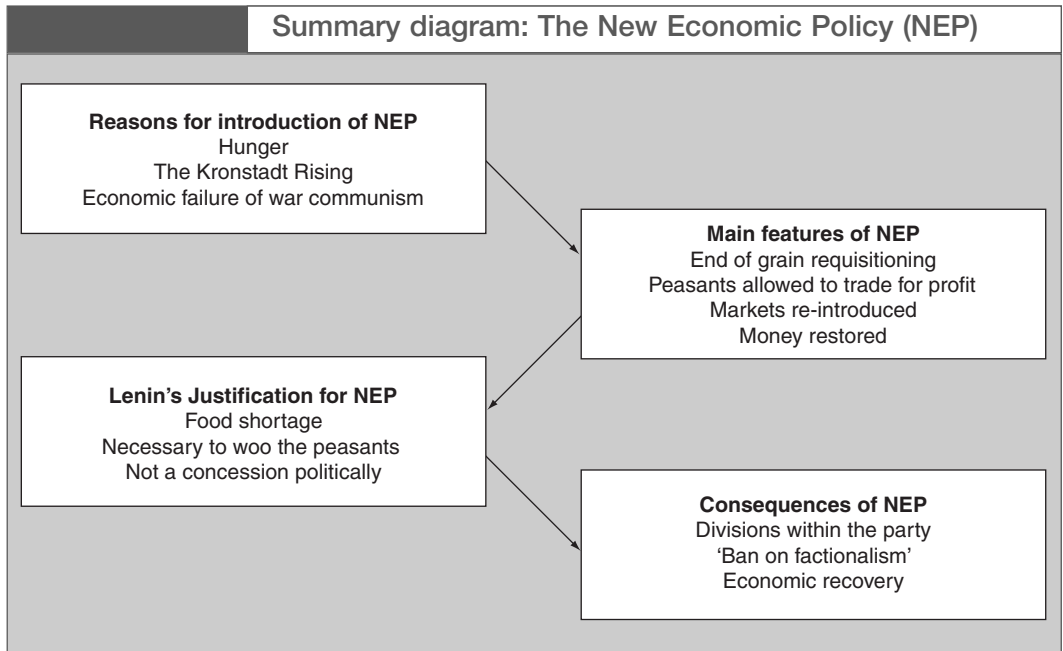 Summary diagram: The New Economic Policy (NEP)
Reasons for introduction of NEP
Hunger
The Kronstadt Rising
Economic failure of war communism
Main features of NEP
End of grain requisitioning
Peasants allowed to trade for profit
Markets re-introduced
Money restored
Lenin’s Justification for NEP
Food shortage
Necessary to woo the peasants
Not a concession politically
Consequences of NEP
Divisions within the party
‘Ban on factionalism’
Economic recovery